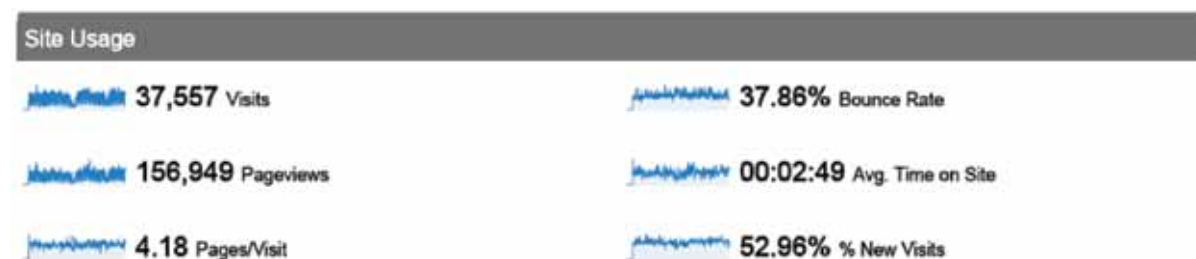 Site Usage
37,557 Visits
37.86% Bounce Rate
156,949 Pageviews
00:02:49 Avg. Time on Site
4.18 Pages/Visit
52.96% % New Visits